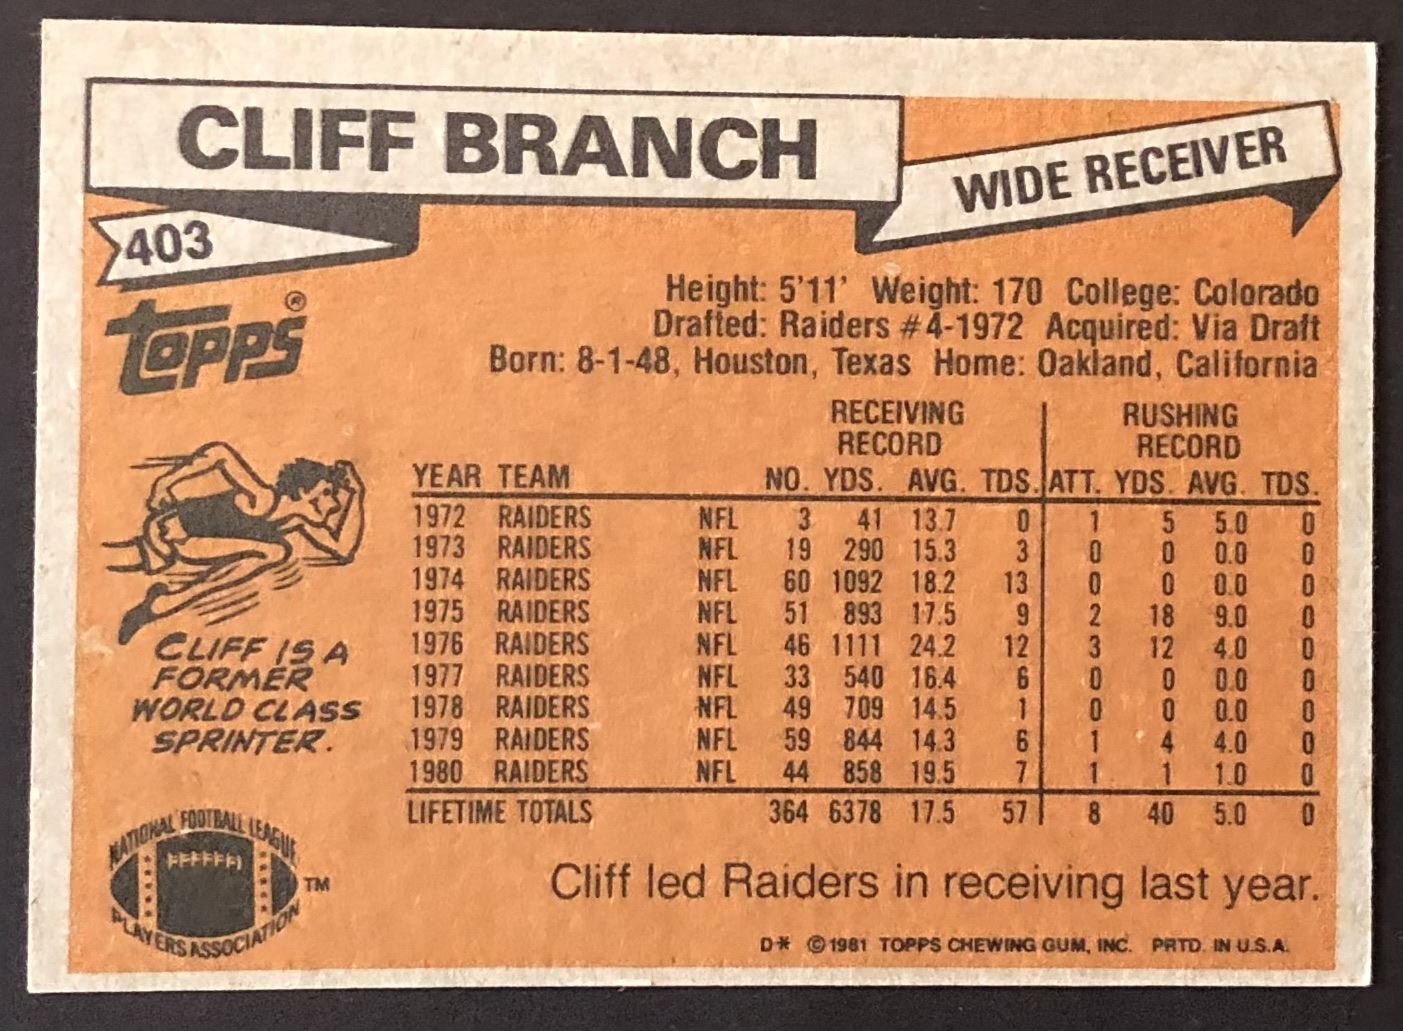 CLIFF BRANCH
WIDE RECEIVER
403
TOPPS®
Height: 5'11' Weight: 170 College: Colorado
Drafted: Raiders #4-1972 Acquired: Via Draft
Born: 8-1-48, Houston, Texas Home: Oakland, California
RECEIVING RECORD RUSHING RECORD
YEAR TEAM NO. YDS. AVG. TDS. ATT. YDS. AVG. TDS.
1972 RAIDERS NFL 3 41 13.7 0 1 5 5.0 0
1973 RAIDERS NFL 19 290 15.3 3 0 0 0.0 0
1974 RAIDERS NFL 60 1092 18.2 13 0 0 0.0 0
1975 RAIDERS NFL 51 893 17.5 9 2 18 9.0 0
1976 RAIDERS NFL 46 1111 24.2 12 3 12 4.0 0
1977 RAIDERS NFL 33 540 16.4 6 0 0 0.0 0
1978 RAIDERS NFL 49 709 14.5 1 0 0 0.0 0
1979 RAIDERS NFL 59 844 14.3 6 1 4 4.0 0
1980 RAIDERS NFL 44 858 19.5 7 1 1 1.0 0
LIFETIME TOTALS 364 6378 17.5 57 8 40 5.0 0
CLIFF IS A
FORMER
WORLD CLASS
SPRINTER.
NATIONAL FOOTBALL LEAGUE
PLAYERS ASSOCIATION
TM
Cliff led Raiders in receiving last year.
D* ©1981 TOPPS CHEWING GUM, INC. PRTD. IN U.S.A.